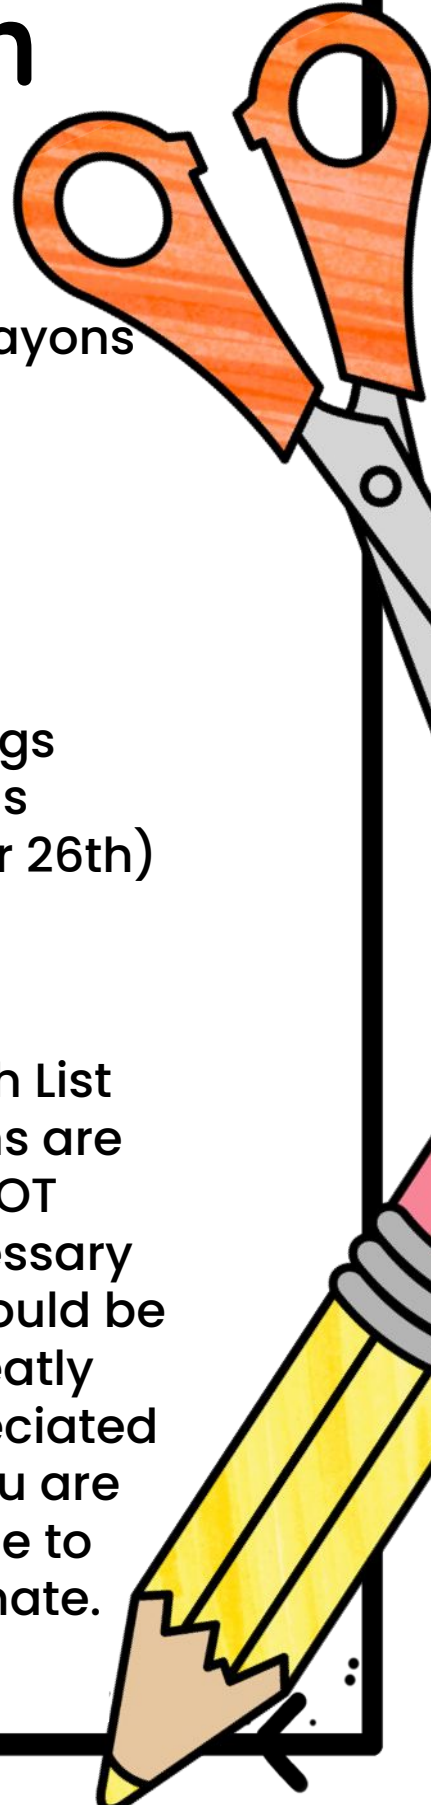 n
ayons
gs
s
r 26th)
h List
ns are
OT
essary
ould be
eatly
eciated
u are
e to
nate.